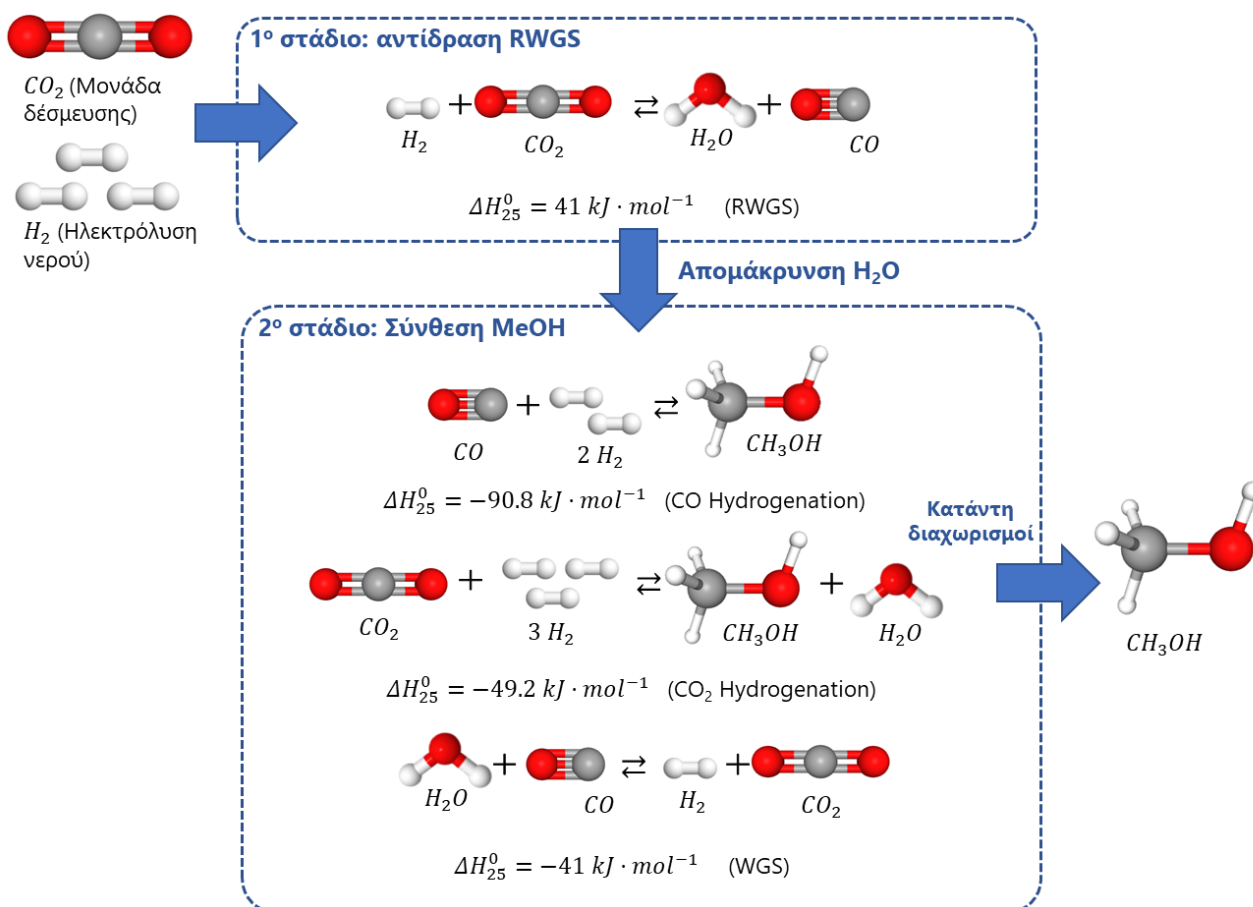 1º στάδιο: αντίδραση RWGS
CO₂ (Μονάδα
δέσμευσης)
H₂ (Ηλεκτρόλυση
νερού)
+ ⇄ +
H₂ CO₂ H₂O CO
ΔH⁰₂₅ = 41 kJ · mol⁻¹ (RWGS)
Απομάκρυνση H₂O
2º στάδιο: Σύνθεση MeOH
+ ⇄
CO 2 H₂ CH₃OH
ΔH⁰₂₅ = −90.8 kJ · mol⁻¹ (CO Hydrogenation)
+ ⇄ +
CO₂ 3 H₂ CH₃OH H₂O
ΔH⁰₂₅ = −49.2 kJ · mol⁻¹ (CO₂ Hydrogenation)
+ ⇄ +
H₂O CO H₂ CO₂
ΔH⁰₂₅ = −41 kJ · mol⁻¹ (WGS)
Κατάντη
διαχωρισμοί
CH₃OH